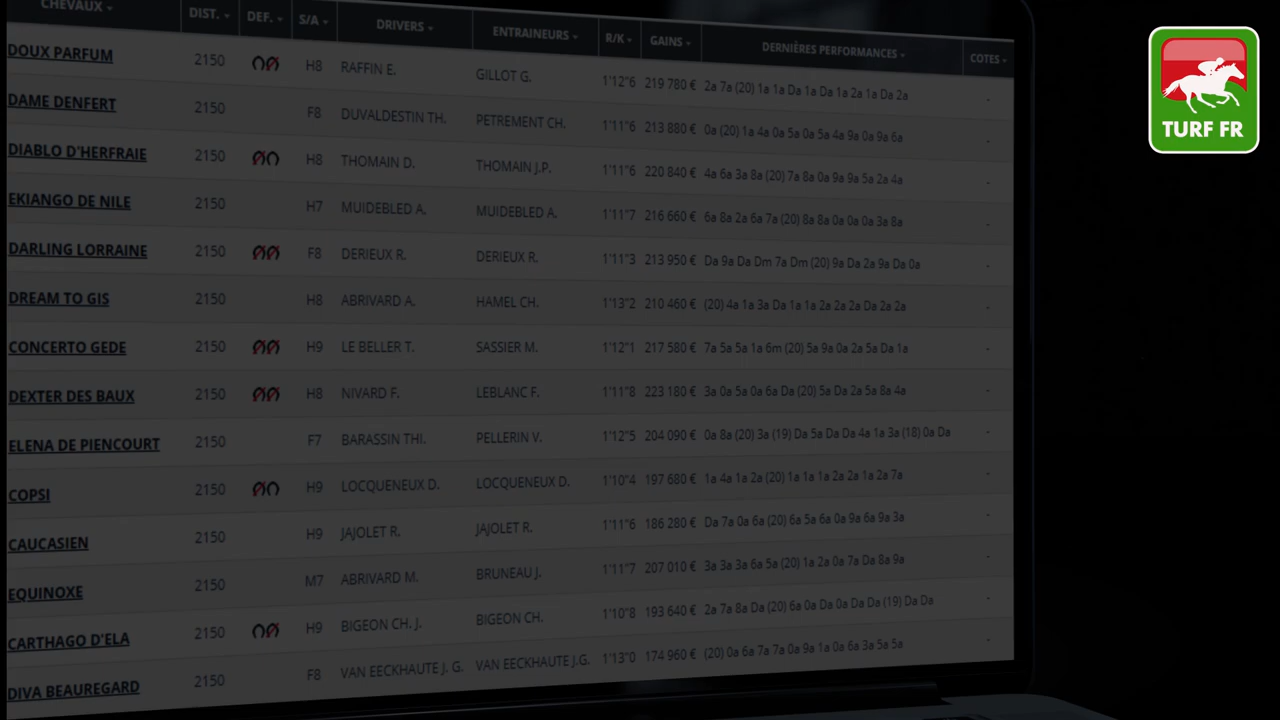 CHEVAUX DIST. DEF. S/A DRIVERS ENTRAINEURS R/K GAINS DERNIÈRES PERFORMANCES COTES
DOUX PARFUM 2150 H8 RAFFIN E. GILLOT G. 1'12"6 219 780 € 2a 7a (20) 1a 1a Da 1a Da 1a 2a 1a Da 2a -
DAME DENFERT 2150 F8 DUVALDESTIN TH. PETREMENT CH. 1'11"6 213 880 € 0a (20) 1a 4a 0a 5a 0a 5a 4a 9a 0a 9a 6a -
DIABLO D'HERFRAIE 2150 H8 THOMAIN D. THOMAIN J.P. 1'11"6 220 840 € 4a 6a 3a 8a (20) 7a 8a 0a 9a 9a 5a 2a 4a -
EKIANGO DE NILE 2150 H7 MUIDEBLED A. MUIDEBLED A. 1'11"7 216 660 € 6a 8a 2a 6a 7a (20) 8a 8a 0a 0a 0a 3a 8a -
DARLING LORRAINE 2150 F8 DERIEUX R. DERIEUX R. 1'11"3 213 950 € Da 9a Da Dm 7a Dm (20) 9a Da 2a 9a Da 0a -
DREAM TO GIS 2150 H8 ABRIVARD A. HAMEL CH. 1'13"2 210 460 € (20) 4a 1a 3a Da 1a 1a 2a 2a 2a Da 2a 2a -
CONCERTO GEDE 2150 H9 LE BELLER T. SASSIER M. 1'12"1 217 580 € 7a 5a 5a 1a 6m (20) 5a 9a 0a 2a 5a Da 1a -
DEXTER DES BAUX 2150 H8 NIVARD F. LEBLANC F. 1'11"8 223 180 € 3a 0a 5a 0a 6a Da (20) 5a Da 2a 5a 8a 4a -
ELENA DE PIENCOURT 2150 F7 BARASSIN THI. PELLERIN V. 1'12"5 204 090 € 0a 8a (20) 3a (19) Da 5a Da Da 4a 1a 3a (18) 0a Da -
COPSI 2150 H9 LOCQUENEUX D. LOCQUENEUX D. 1'10"4 197 680 € 1a 4a 1a 2a (20) 1a 1a 1a 2a 2a 1a 2a 7a -
CAUCASIEN 2150 H9 JAJOLET R. JAJOLET R. 1'11"6 186 280 € Da 7a 0a 6a (20) 6a 5a 6a 0a 9a 6a 9a 3a -
EQUINOXE 2150 M7 ABRIVARD M. BRUNEAU J. 1'11"7 207 010 € 3a 3a 3a 6a 5a (20) 1a 2a 0a 7a Da 8a 9a -
CARTHAGO D'ELA 2150 H9 BIGEON CH. J. BIGEON CH. 1'10"8 193 640 € 2a 7a 8a Da (20) 6a 0a Da 0a Da Da (19) Da Da -
DIVA BEAUREGARD 2150 F8 VAN EECKHAUTE J. G. VAN EECKHAUTE J.G. 1'13"0 174 960 € (20) 0a 6a 7a 7a 0a 9a 1a 0a 6a 3a 5a 5a -
TURF FR